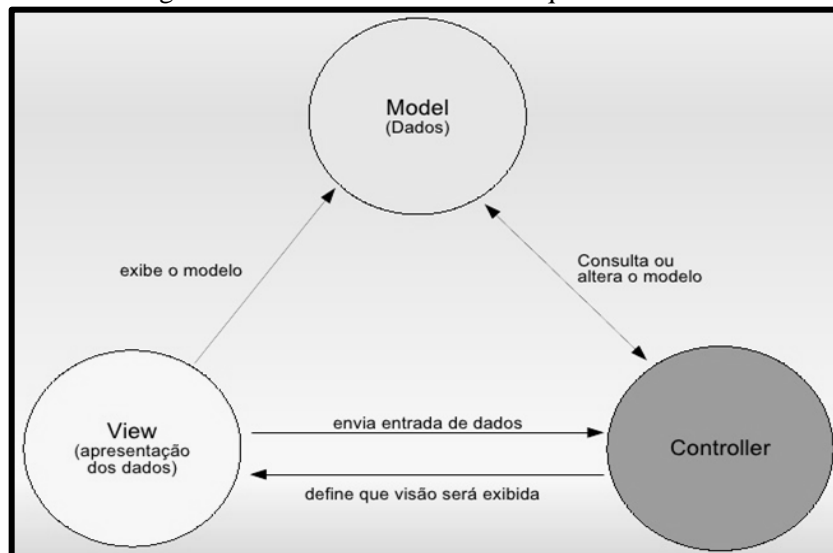 Model
(Dados)
exibe o modelo
Consulta ou
altera o modelo
View
(apresentação
dos dados)
envia entrada de dados
define que visão será exibida
Controller